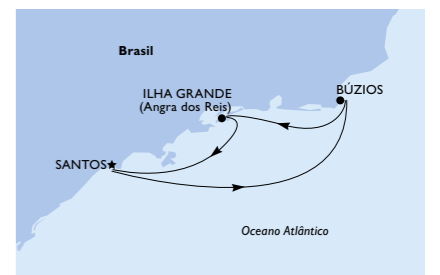 Brasil
ILHA GRANDE
(Angra dos Reis)
BÚZIOS
SANTOS
Oceano Atlântico